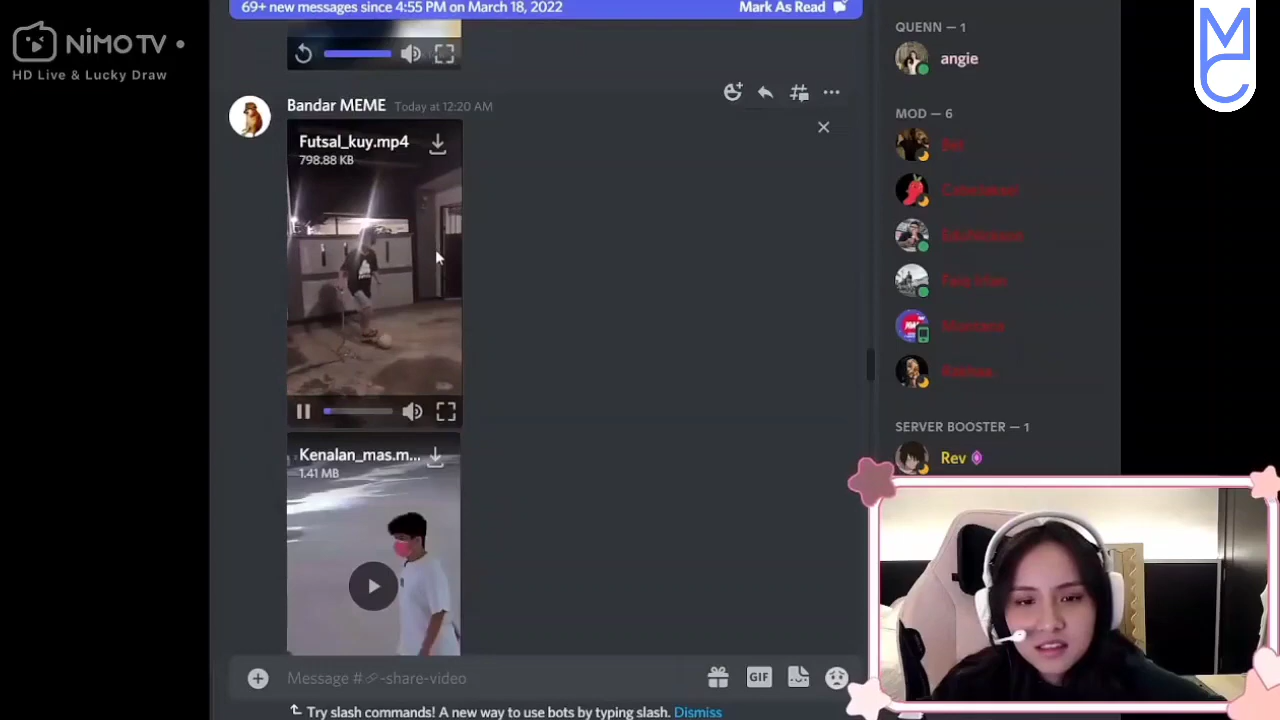 69+ new messages since 4:55 PM on March 18, 2022 Mark As Read
NIMO TV
HD Live & Lucky Draw
MC
QUENN — 1
angie
Bandar MEME Today at 12:20 AM
MOD — 6
Futsal_kuy.mp4
798.88 KB
SERVER BOOSTER — 1
Rev
Kenalan_mas.m...
1.41 MB
Message # -share-video
GIF
Try slash commands! A new way to use bots by typing slash. Dismiss